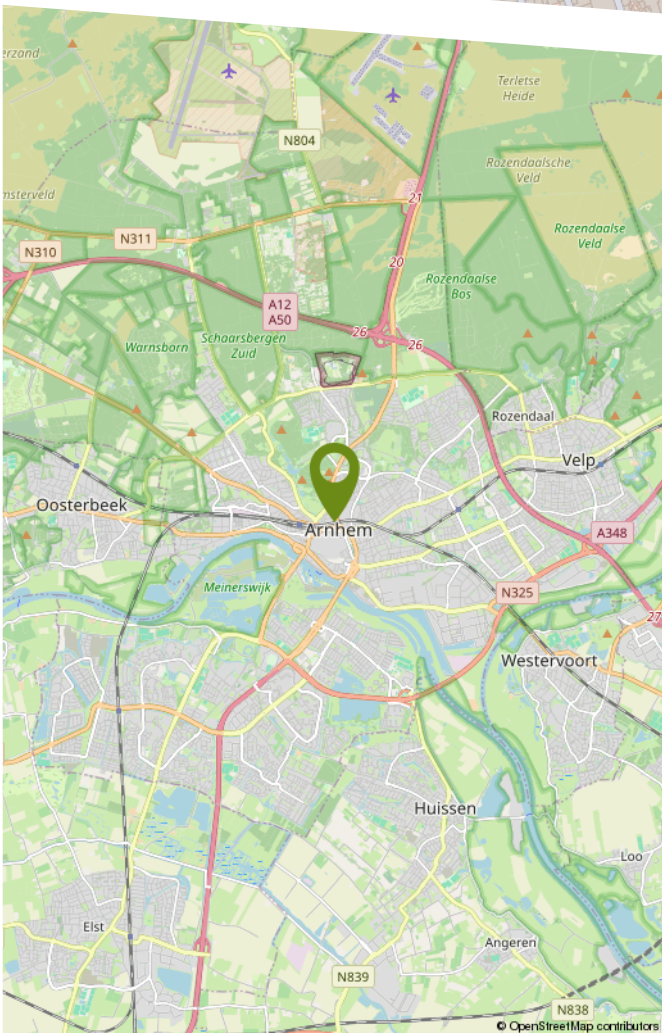 erzand
Terletse
Heide
N804
Rozendaalsche
Veld
msterveld
21
N311
N310
Rozendaalse
Veld
20
Rozendaalse
Bos
A12
A50
26
26
Warnsborn
Schaarsbergen
Zuid
Rozendaal
Velp
Oosterbeek
Arnhem
A348
Meinerswijk
N325
27
Westervoort
Huissen
Loo
Elst
Angeren
N839
N838
© OpenStreetMap contributors